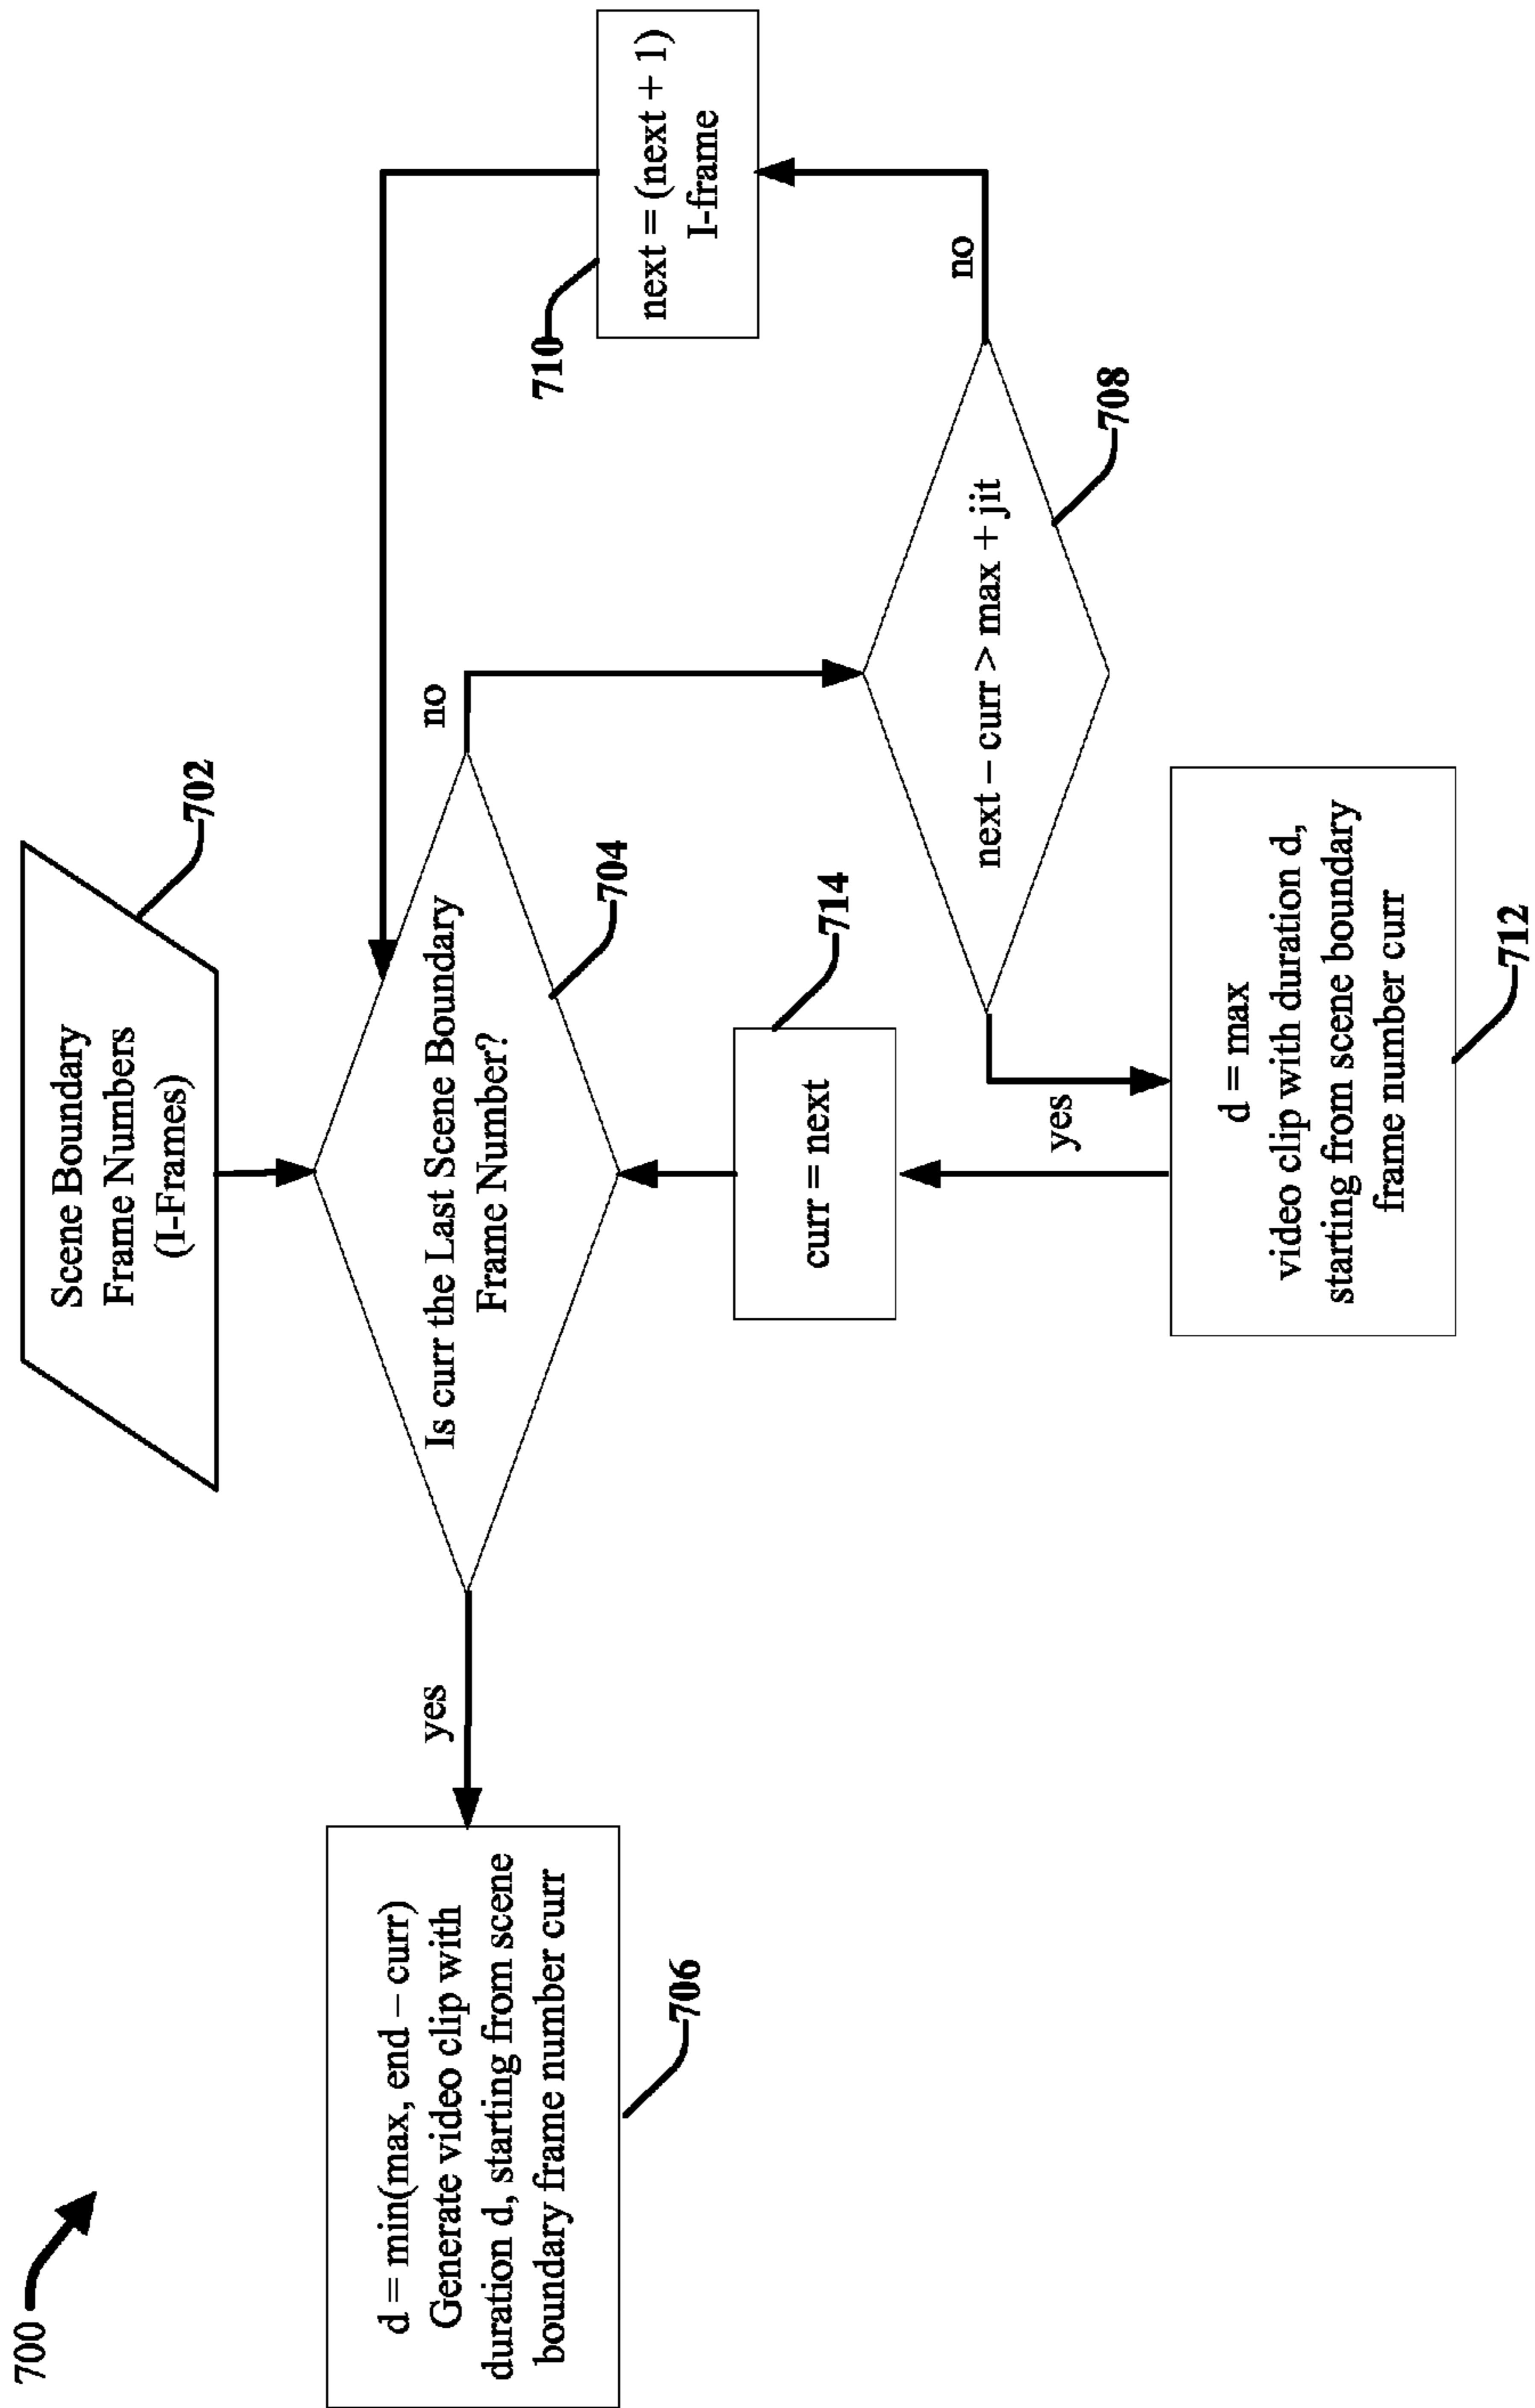 700
Scene Boundary
Frame Numbers
(I-Frames)
702
Is curr the Last Scene Boundary
Frame Number?
704
yes
no
d = min(max, end – curr)
Generate video clip with
duration d, starting from scene
boundary frame number curr
706
next = (next + 1)
I-frame
710
curr = next
714
next – curr > max + jit
708
no
yes
d = max
video clip with duration d,
starting from scene boundary
frame number curr
712